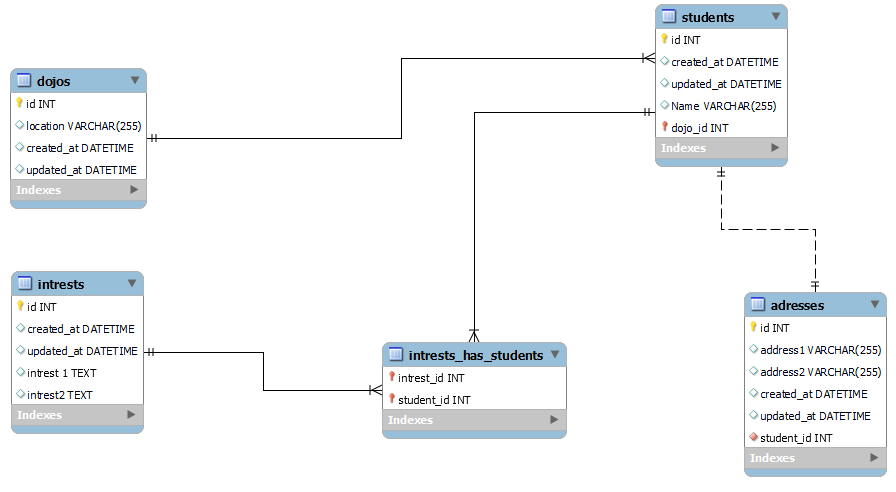 students
id INT
created_at DATETIME
updated_at DATETIME
Name VARCHAR(255)
dojo_id INT
Indexes
dojos
id INT
location VARCHAR(255)
created_at DATETIME
updated_at DATETIME
Indexes
intrests
id INT
created_at DATETIME
updated_at DATETIME
intrest 1 TEXT
intrest2 TEXT
Indexes
intrests_has_students
intrest_id INT
student_id INT
Indexes
adresses
id INT
address1 VARCHAR(255)
address2 VARCHAR(255)
created_at DATETIME
updated_at DATETIME
student_id INT
Indexes